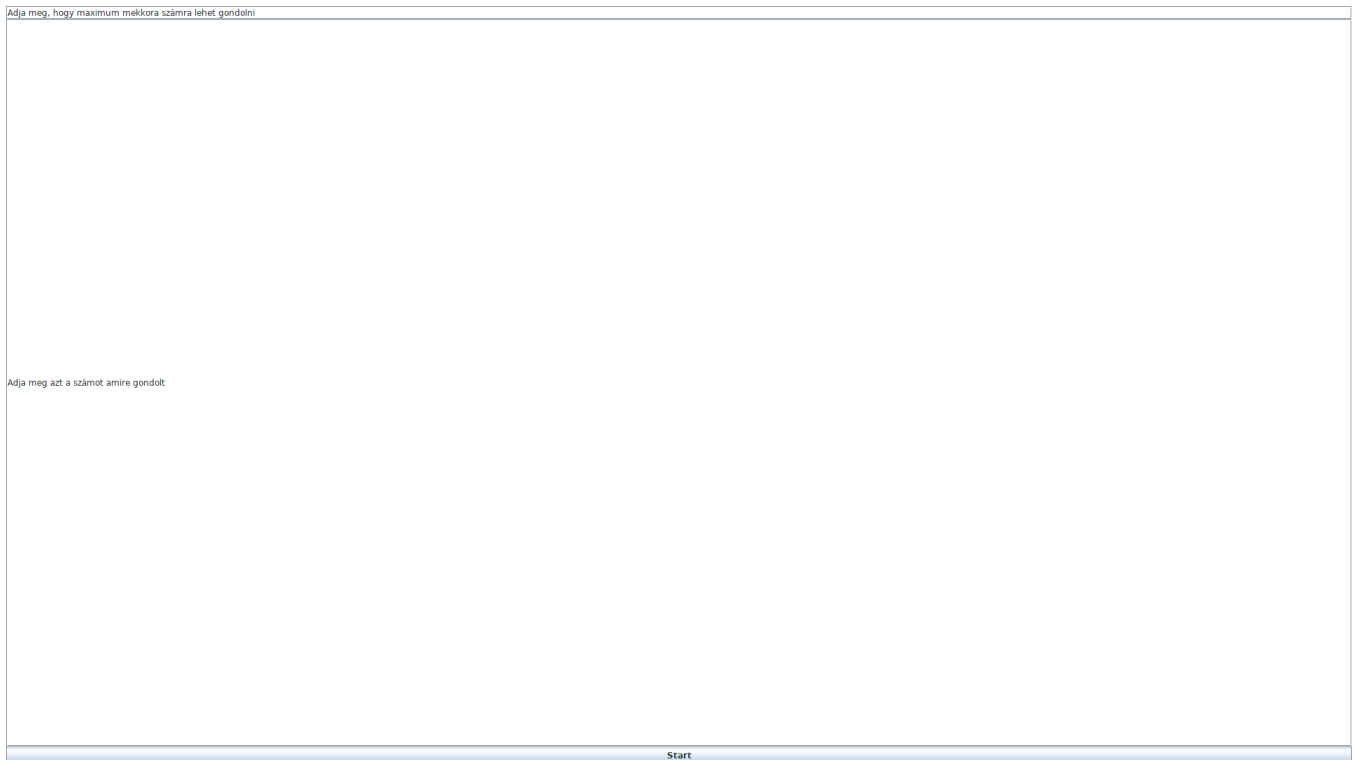 Adja meg, hogy maximum mekkora számra lehet gondolni
Adja meg azt a számot amire gondolt
Start